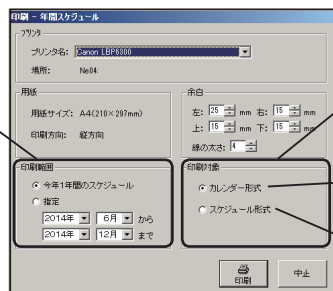 印刷 - 年間スケジュール
プリンタ
プリンタ名: Canon LBP6300
場所: Ne04:
用紙
用紙サイズ: A4(210×297mm)
印刷方向: 縦方向
余白
左: 25 mm 右: 15 mm
上: 15 mm 下: 15 mm
線の太さ: 4
印刷範囲
今年1年間のスケジュール
指定
2014年 6月 から
2014年 12月 まで
印刷対象
カレンダー形式
スケジュール形式
印刷
中止